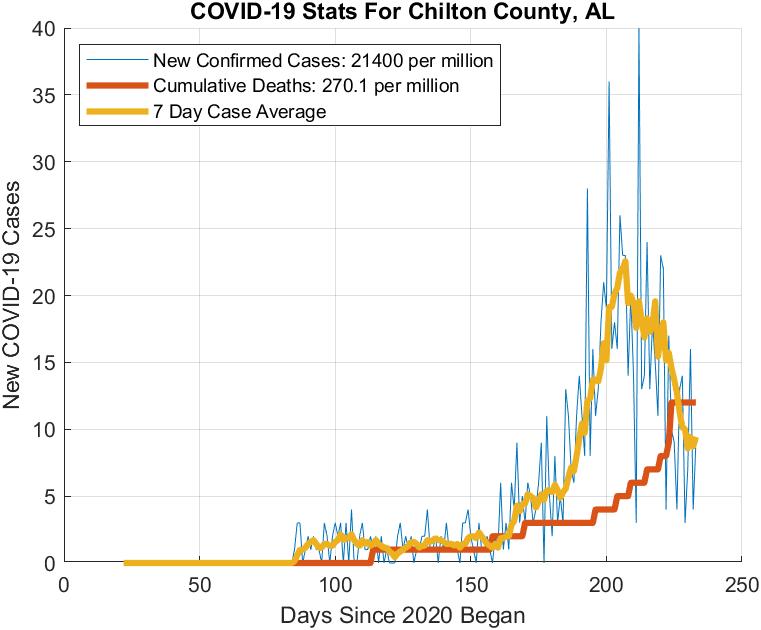 COVID-19 Stats For Chilton County, AL
New Confirmed Cases: 21400 per million
Cumulative Deaths: 270.1 per million
7 Day Case Average
New COVID-19 Cases
40
35
30
25
20
15
10
5
0
0 50 100 150 200 250
Days Since 2020 Began